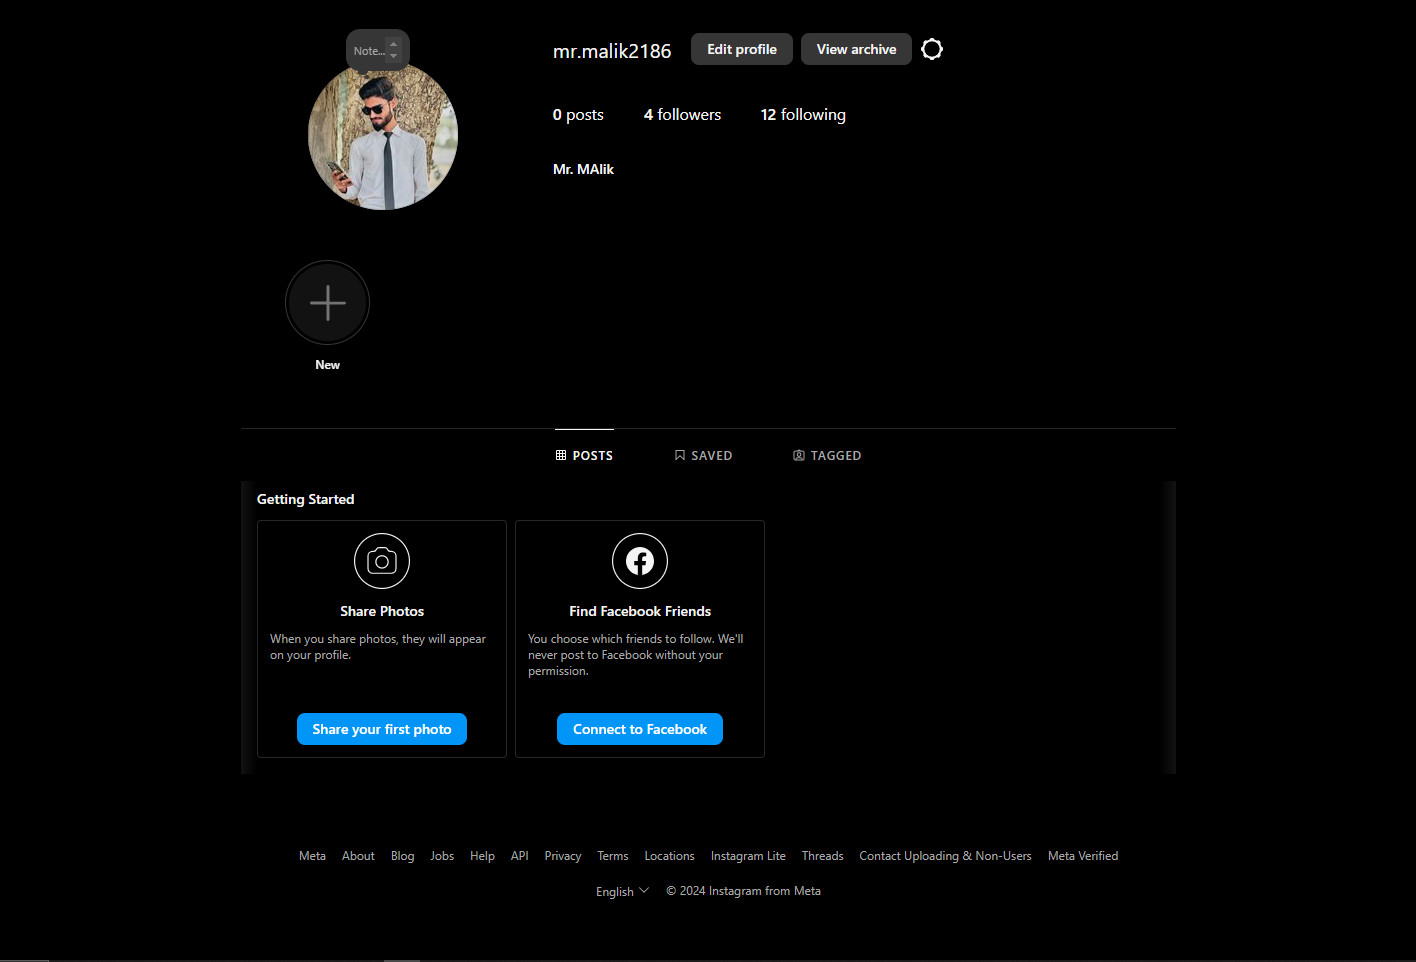 Note...
mr.malik2186 Edit profile View archive
0 posts 4 followers 12 following
Mr. MAlik
New
POSTS SAVED TAGGED
Getting Started
Share Photos
When you share photos, they will appear
on your profile.
Share your first photo
Find Facebook Friends
You choose which friends to follow. We'll
never post to Facebook without your
permission.
Connect to Facebook
Meta About Blog Jobs Help API Privacy Terms Locations Instagram Lite Threads Contact Uploading & Non-Users Meta Verified
English © 2024 Instagram from Meta